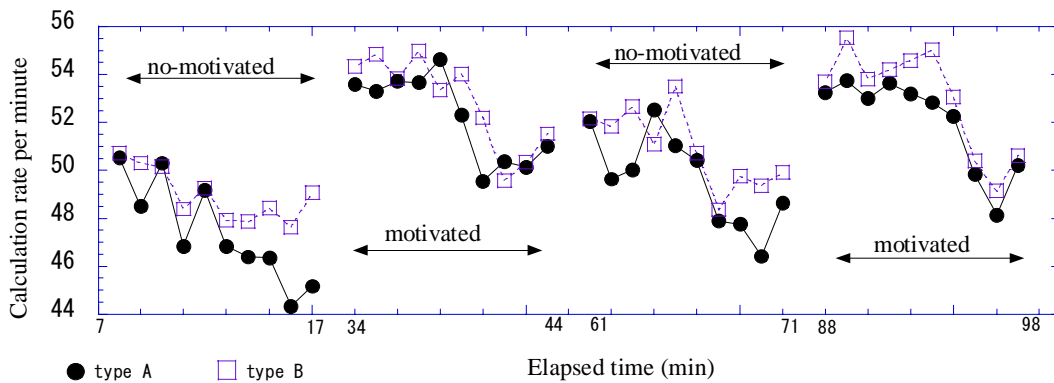 56
54
52
50
48
46
44
Calculation rate per minute
no-motivated
motivated
no-motivated
motivated
7 17 34 44 61 71 88 98
Elapsed time (min)
type A type B